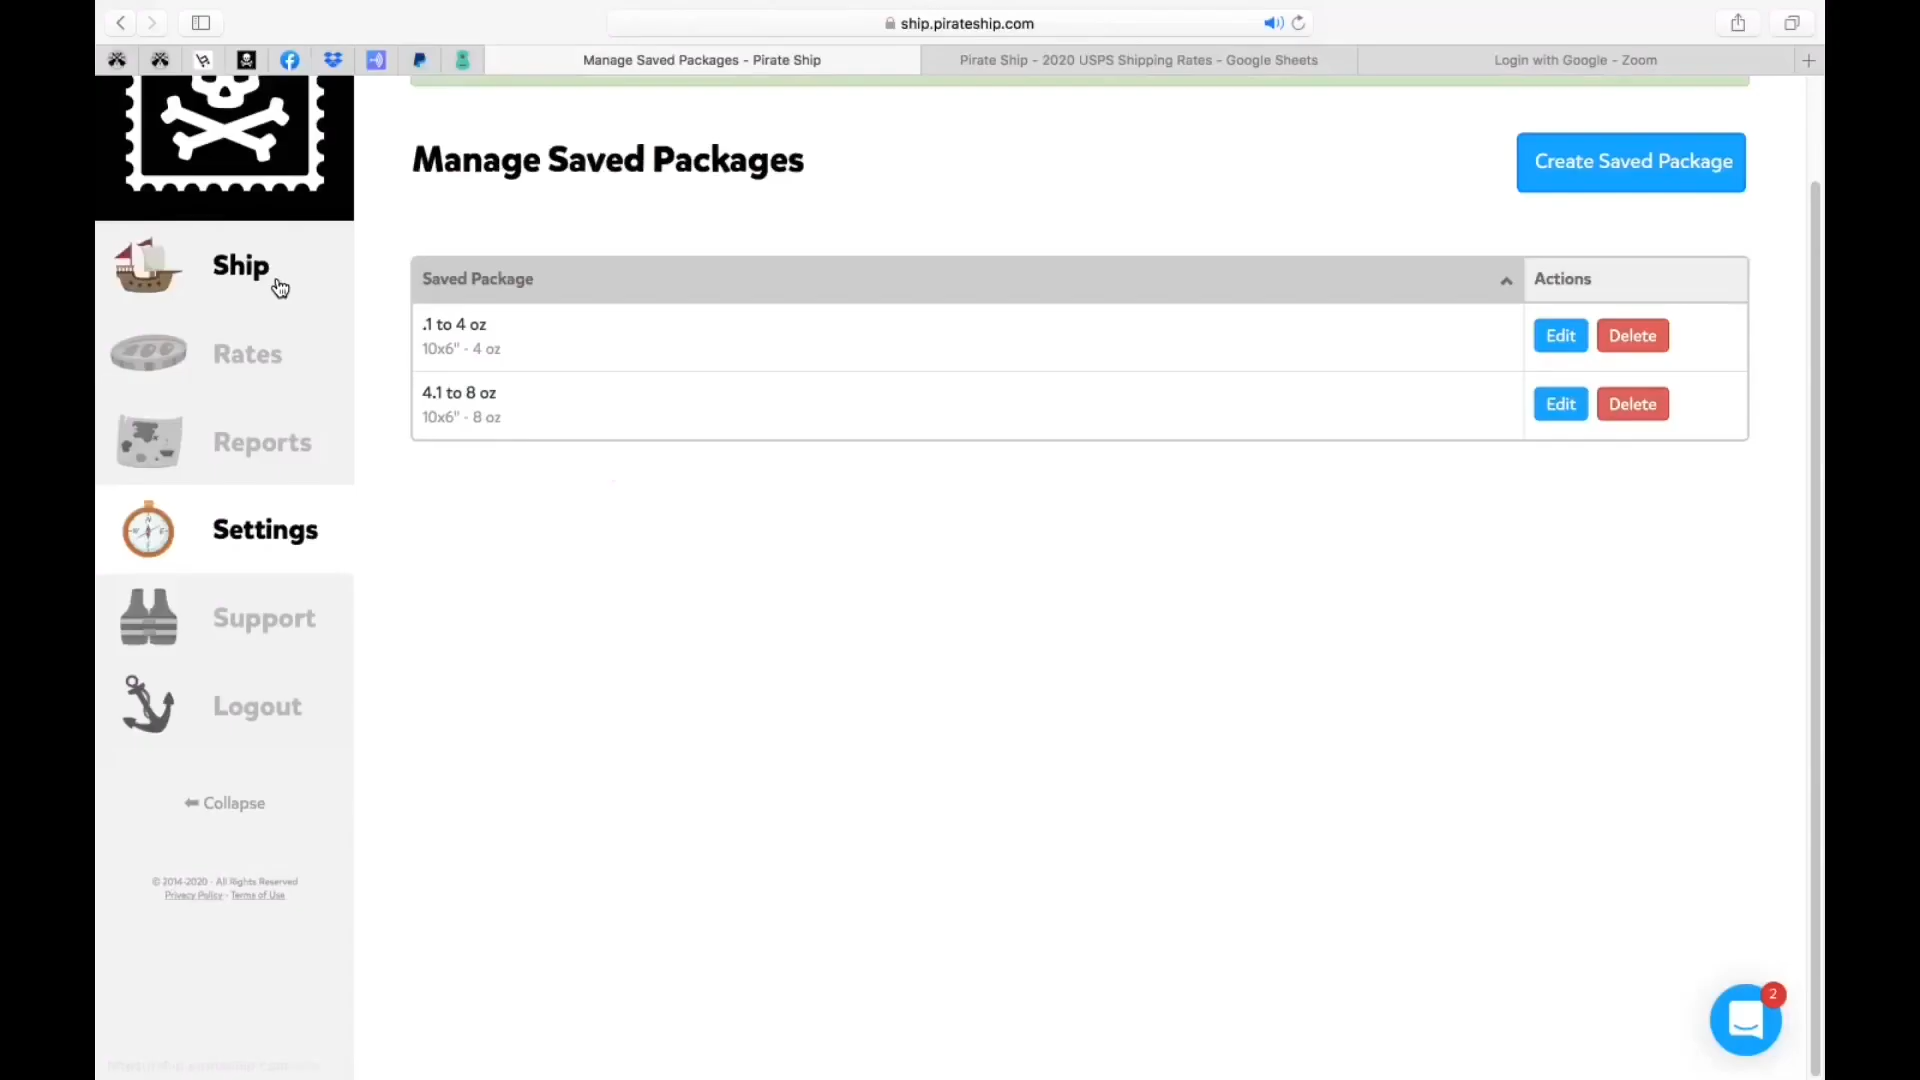 ship.pirateship.com
Manage Saved Packages - Pirate Ship
Pirate Ship - 2020 USPS Shipping Rates - Google Sheets
Login with Google - Zoom
Manage Saved Packages
Create Saved Package
Ship
Rates
Reports
Settings
Support
Logout
Collapse
© 2014-2020 - All Rights Reserved
Privacy Policy - Terms of Use
Saved Package
Actions
.1 to 4 oz
10x6" - 4 oz
Edit
Delete
4.1 to 8 oz
10x6" - 8 oz
Edit
Delete
2